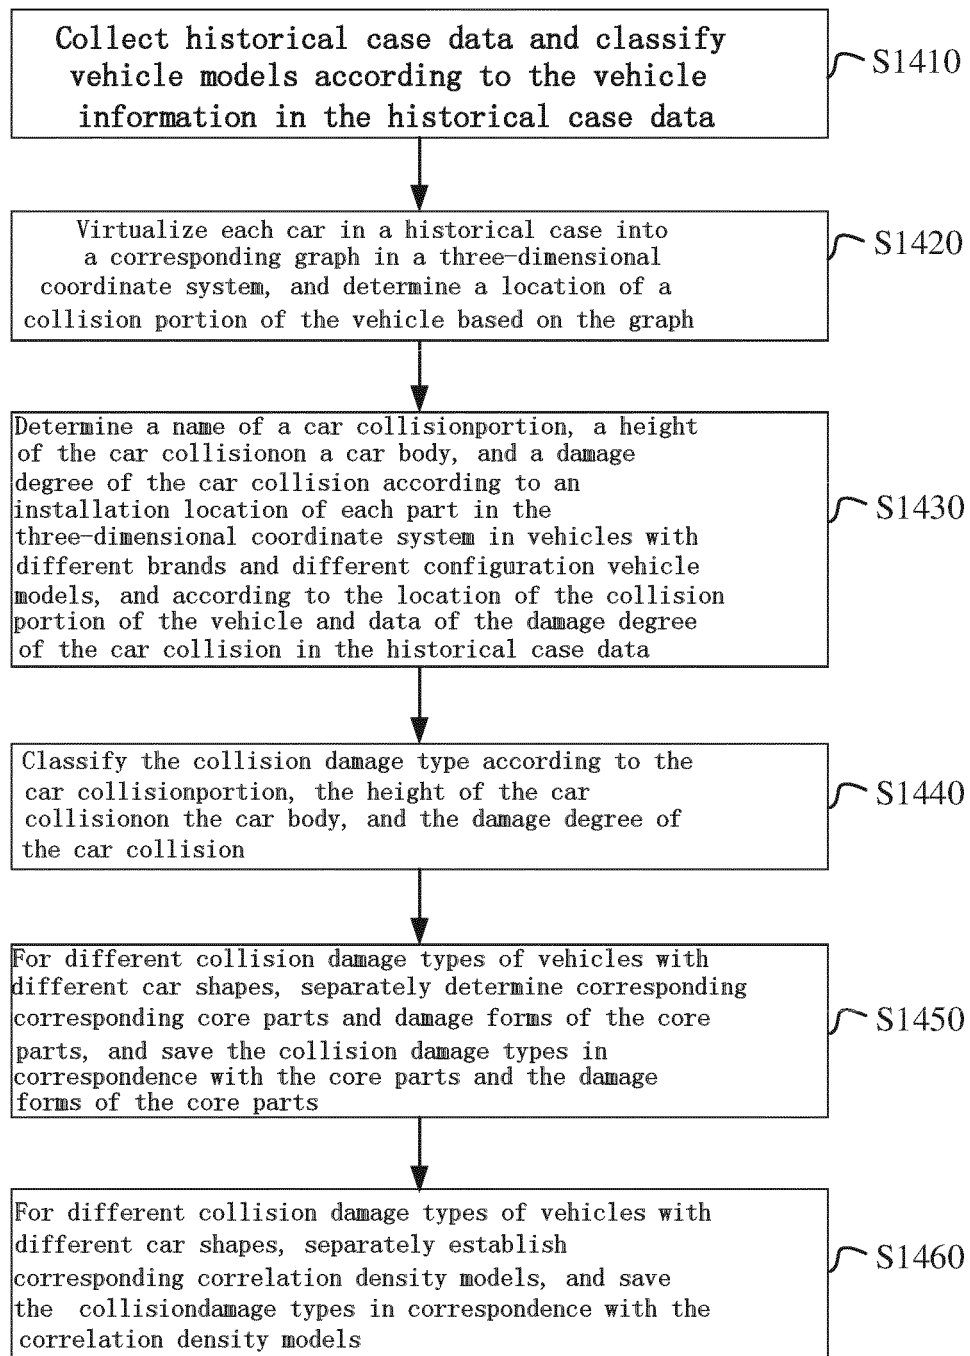 Collect historical case data and classify
vehicle models according to the vehicle
information in the historical case data
S1410
Virtualize each car in a historical case into
a corresponding graph in a three-dimensional
coordinate system, and determine a location of a
collision portion of the vehicle based on the graph
S1420
Determine a name of a car collisionportion, a height
of the car collisionon a car body, and a damage
degree of the car collision according to an
installation location of each part in the
three-dimensional coordinate system in vehicles with
different brands and different configuration vehicle
models, and according to the location of the collision
portion of the vehicle and data of the damage degree
of the car collision in the historical case data
S1430
Classify the collision damage type according to the
car collisionportion, the height of the car
collisionon the car body, and the damage degree of
the car collision
S1440
For different collision damage types of vehicles with
different car shapes, separately determine corresponding
corresponding core parts and damage forms of the core
parts, and save the collision damage types in
correspondence with the core parts and the damage
forms of the core parts
S1450
For different collision damage types of vehicles with
different car shapes, separately establish
corresponding correlation density models, and save
the collisiondamage types in correspondence with the
correlation density models
S1460